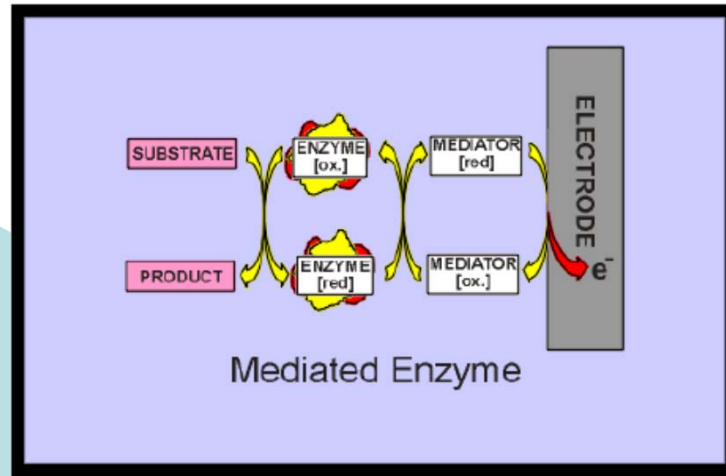 SUBSTRATE
ENZYME
[ox.]
MEDIATOR
[red]
ELECTRODE
PRODUCT
ENZYME
[red]
MEDIATOR
[ox.]
e-
Mediated Enzyme